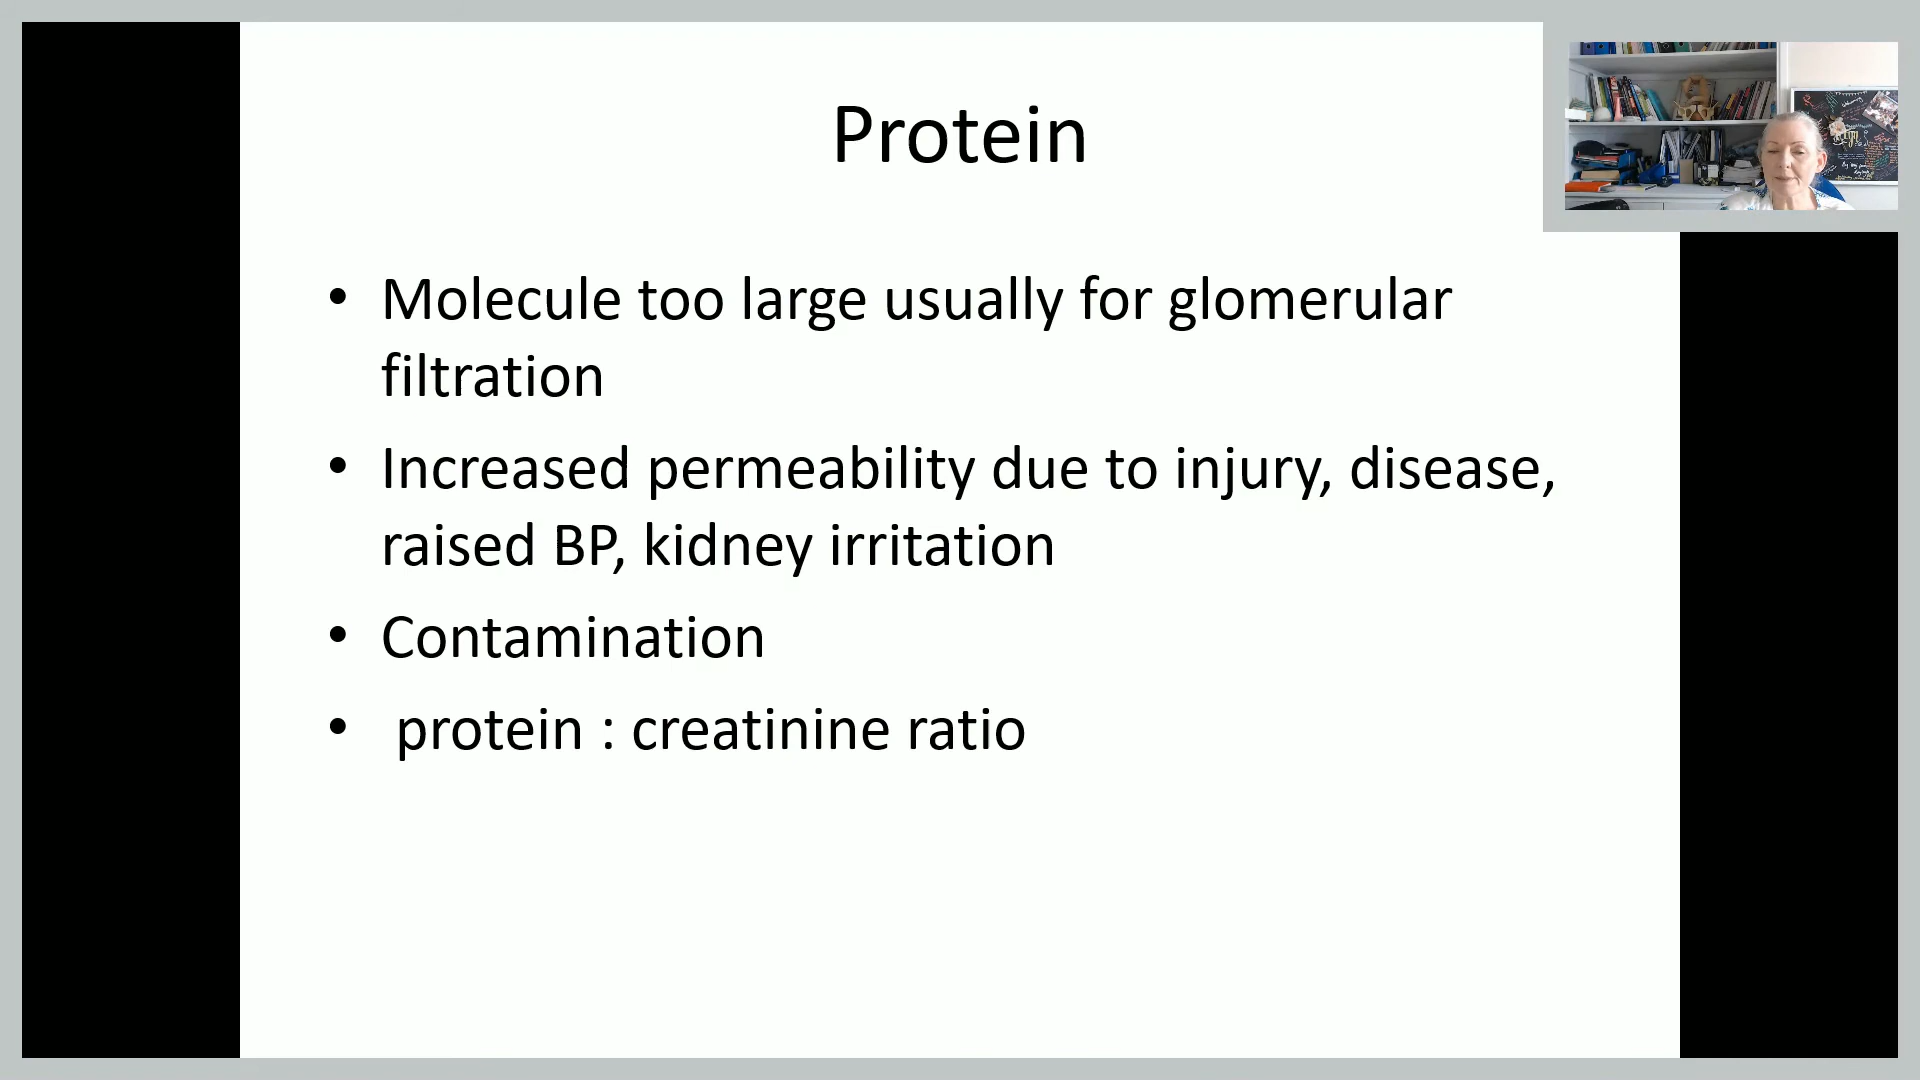 Protein
• Molecule too large usually for glomerular
filtration
• Increased permeability due to injury, disease,
raised BP, kidney irritation
• Contamination
• protein : creatinine ratio